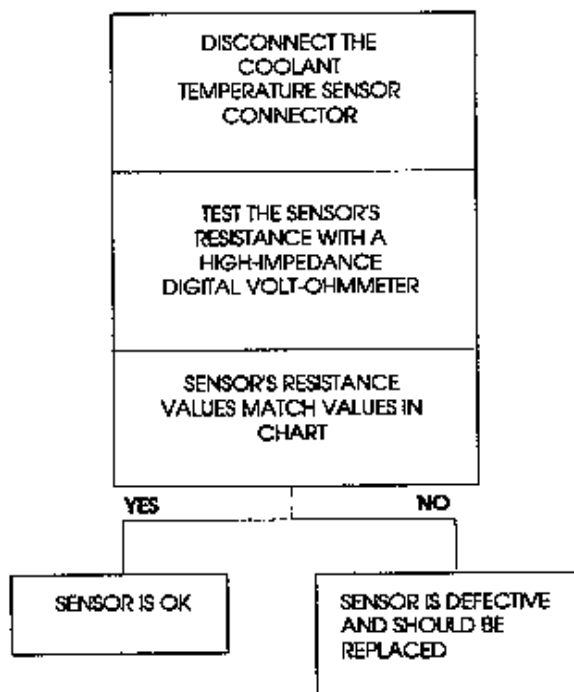 DISCONNECT THE
COOLANT
TEMPERATURE SENSOR
CONNECTOR
TEST THE SENSOR'S
RESISTANCE WITH A
HIGH-IMPEDANCE
DIGITAL VOLT-OHMMETER
SENSOR'S RESISTANCE
VALUES MATCH VALUES IN
CHART
YES
NO
SENSOR IS OK
SENSOR IS DEFECTIVE
AND SHOULD BE
REPLACED